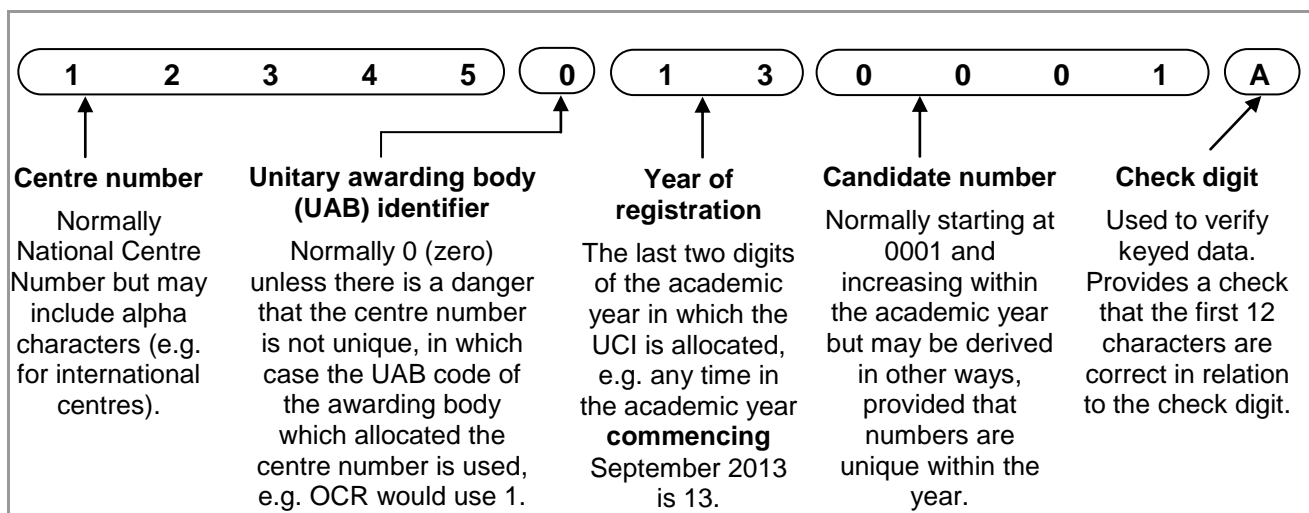 1 2 3 4 5 0 1 3 0 0 0 1 A
Centre number
Normally
National Centre
Number but may
include alpha
characters (e.g.
for international
centres).
Unitary awarding body
(UAB) identifier
Normally 0 (zero)
unless there is a danger
that the centre number
is not unique, in which
case the UAB code of
the awarding body
which allocated the
centre number is used,
e.g. OCR would use 1.
Year of
registration
The last two digits
of the academic
year in which the
UCI is allocated,
e.g. any time in
the academic year
commencing
September 2013
is 13.
Candidate number
Normally starting at
0001 and
increasing within
the academic year
but may be derived
in other ways,
provided that
numbers are
unique within the
year.
Check digit
Used to verify
keyed data.
Provides a check
that the first 12
characters are
correct in relation
to the check digit.